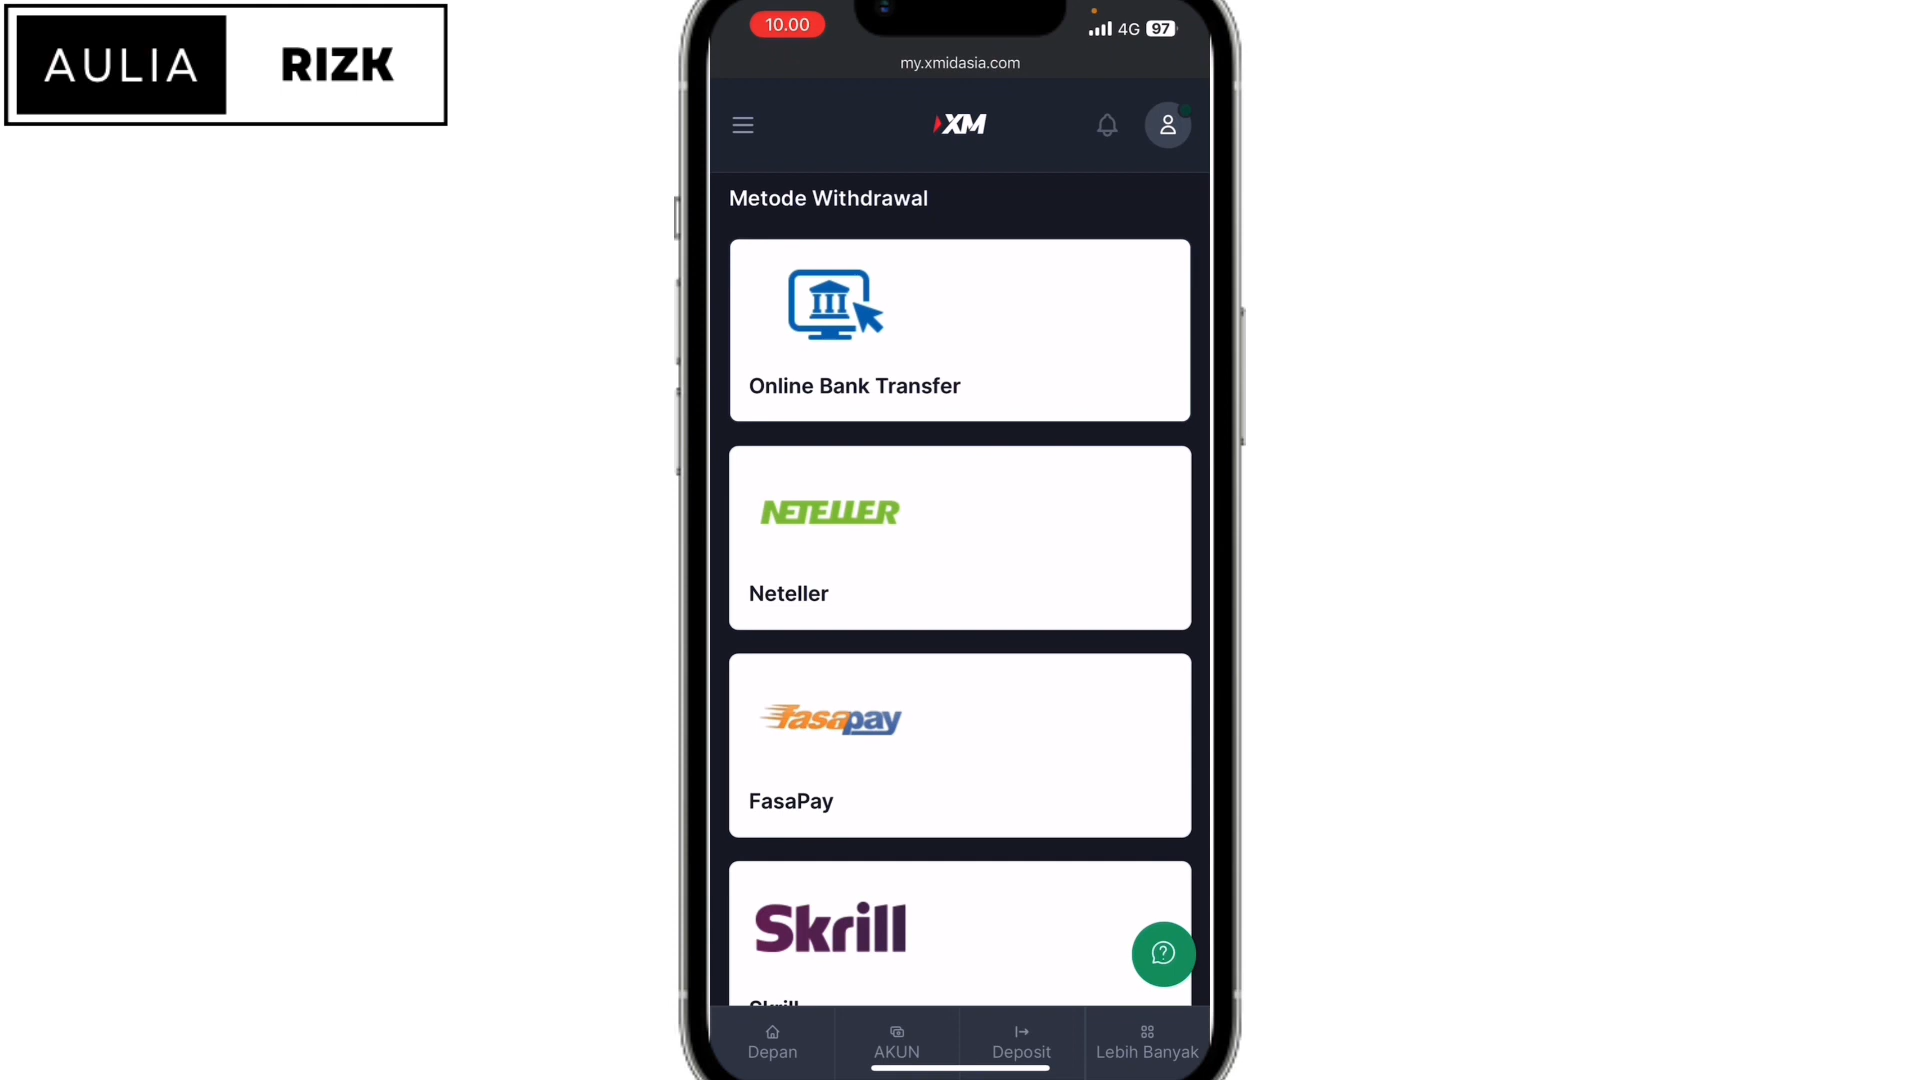 AULIA RIZK
10.00 4G 97
my.xmidasia.com
XM
Metode Withdrawal
Online Bank Transfer
NETELLER
Neteller
fasapay
FasaPay
Skrill
Skrill
Depan AKUN Deposit Lebih Banyak